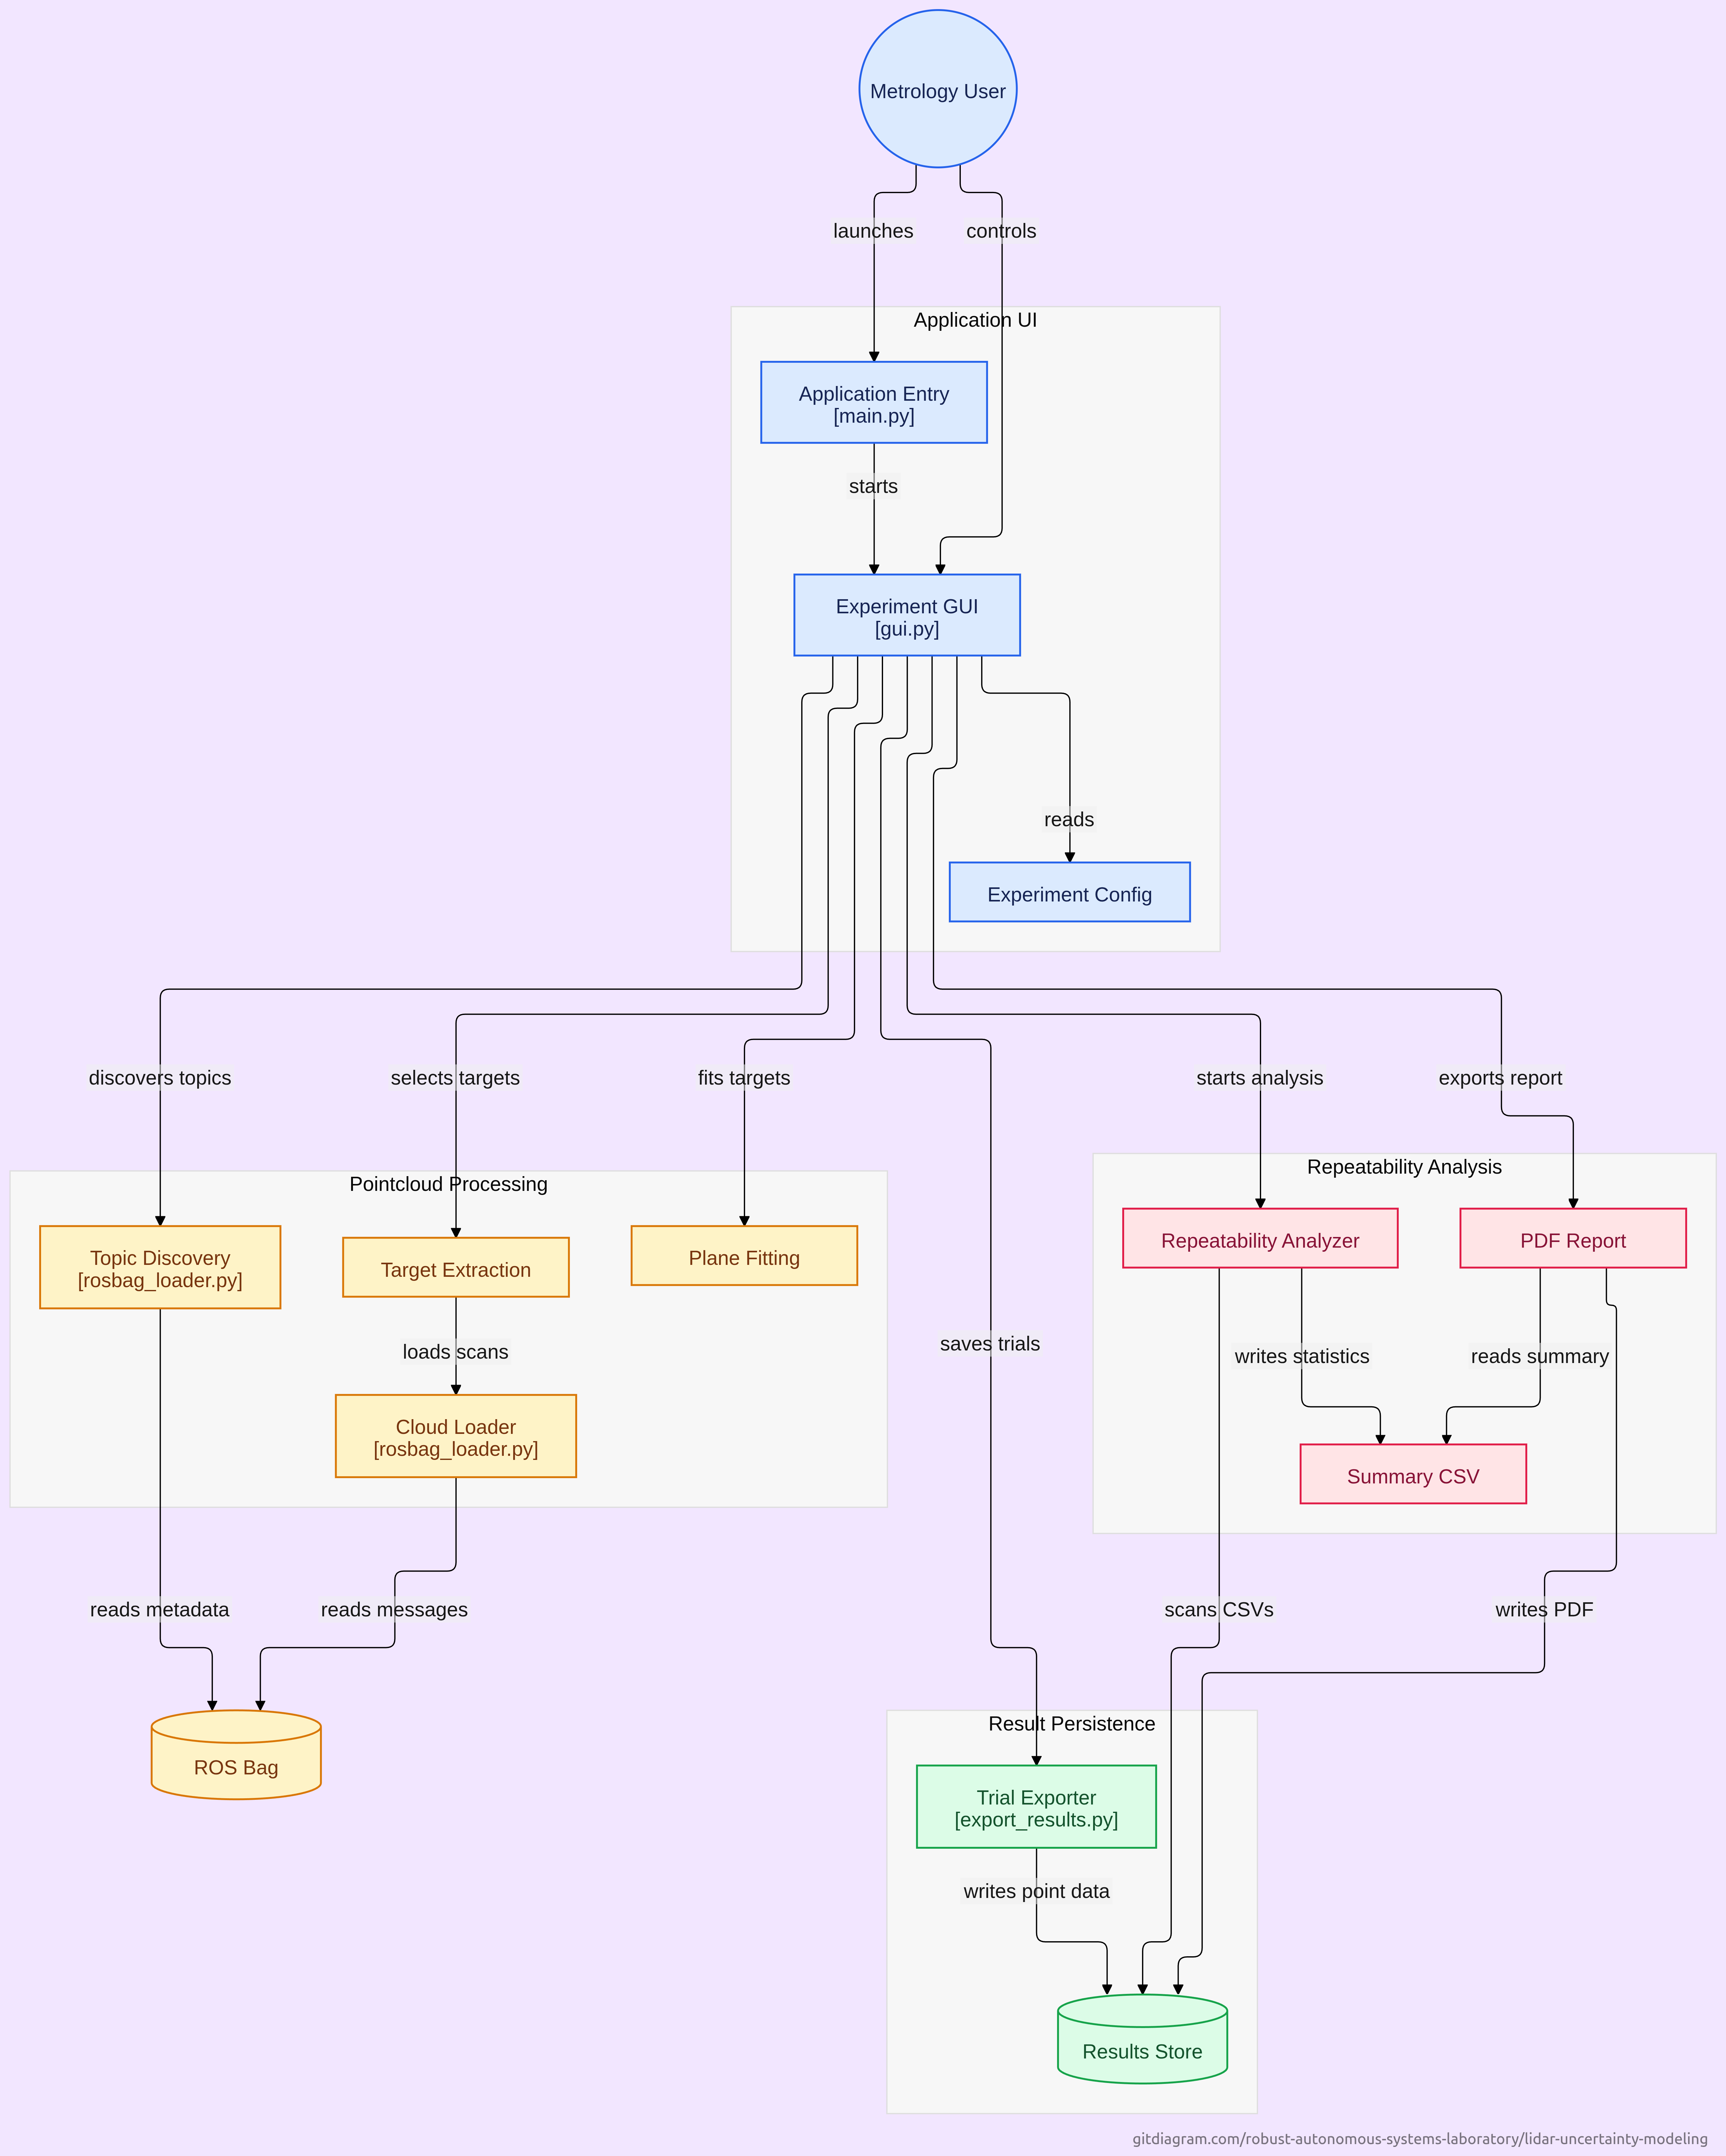 Metrology User
launches
controls
Application UI
Application Entry
[main.py]
starts
Experiment GUI
[gui.py]
reads
Experiment Config
discovers topics
selects targets
fits targets
starts analysis
exports report
Pointcloud Processing
Repeatability Analysis
Topic Discovery
[rosbag_loader.py]
Target Extraction
Plane Fitting
Repeatability Analyzer
PDF Report
loads scans
saves trials
writes statistics
reads summary
Cloud Loader
[rosbag_loader.py]
Summary CSV
reads metadata
reads messages
scans CSVs
writes PDF
ROS Bag
Result Persistence
Trial Exporter
[export_results.py]
writes point data
Results Store
gitdiagram.com/robust-autonomous-systems-laboratory/lidar-uncertainty-modeling